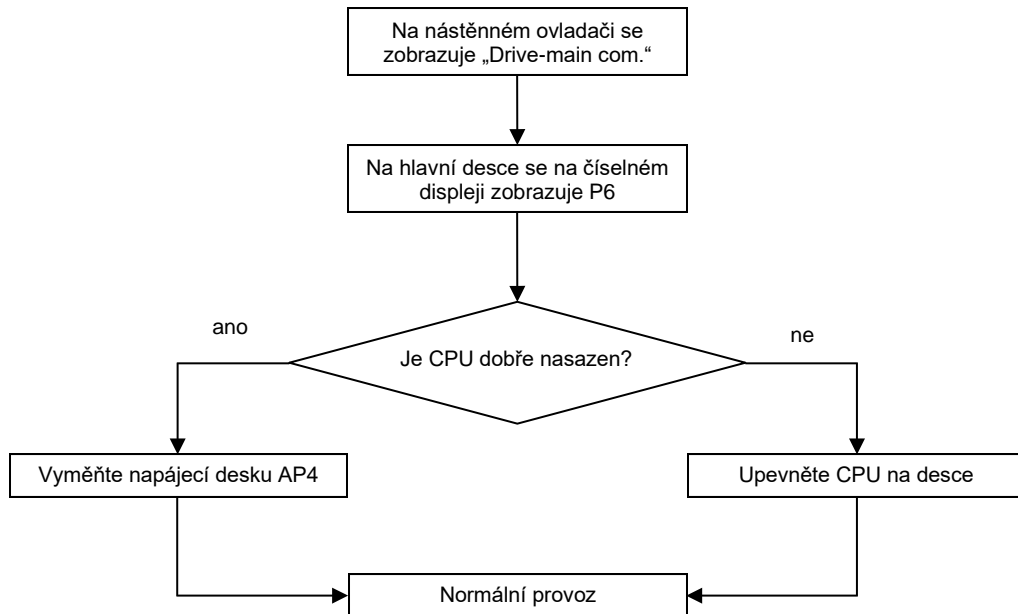 Na nástěnném ovladači se
zobrazuje „Drive-main com.“
Na hlavní desce se na číselném
displeji zobrazuje P6
ano
ne
Je CPU dobře nasazen?
Vyměňte napájecí desku AP4
Upevněte CPU na desce
Normální provoz